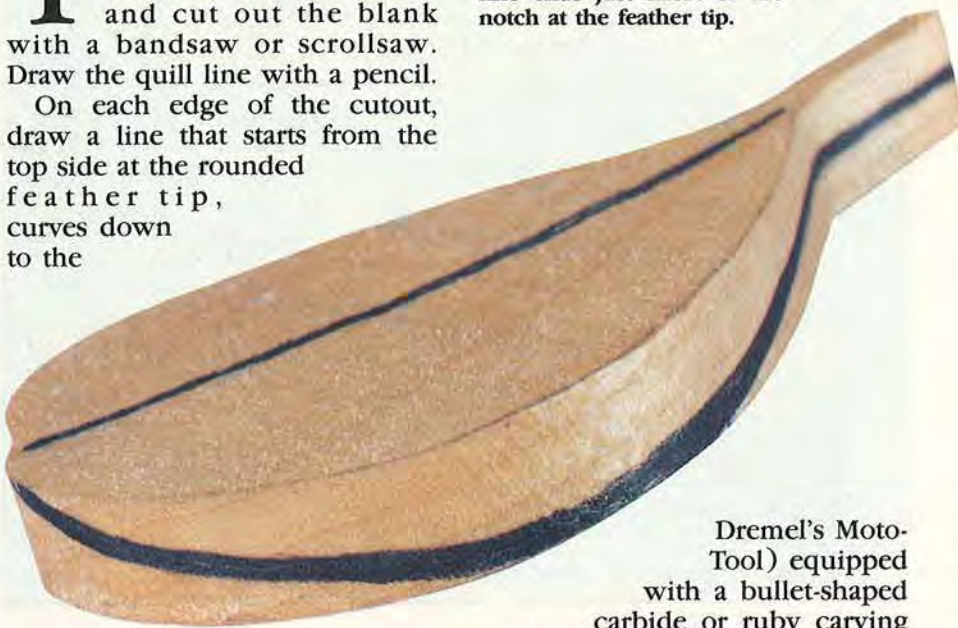 and cut out the blank
with a bandsaw or scrollsaw.
Draw the quill line with a pencil.
On each edge of the cutout,
draw a line that starts from the
top side at the rounded
feather tip,
curves down
to the
notch at the feather tip.
Dremel's Moto-
Tool) equipped
with a bullet-shaped
carbide or ruby carving